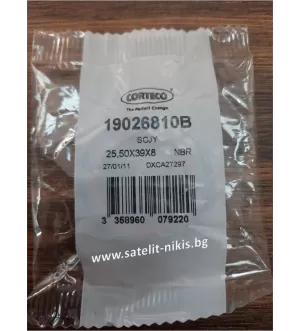 CORTECO
The Perfect Change
19026810B
SCJY
25,50X39X8 NBR
27/01/11 DXCA27297
3 358960 079220
www.satelit-nikis.bg